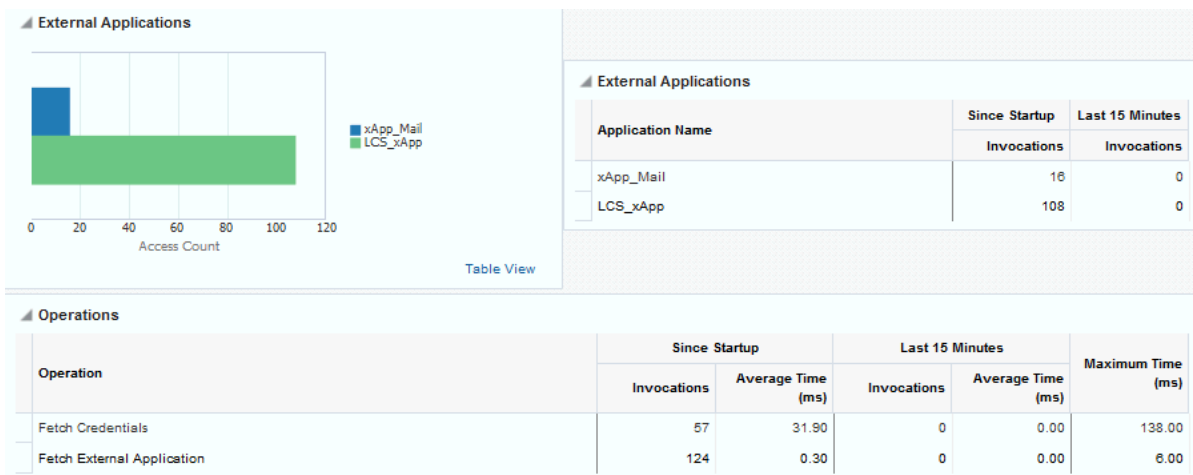 External Applications
xApp_Mail
LCS_xApp
0 20 40 60 80 100 120
Access Count
Table View
External Applications
Application Name Since Startup Last 15 Minutes
Invocations Invocations
xApp_Mail 16 0
LCS_xApp 108 0
Operations
Operation Since Startup Last 15 Minutes Maximum Time (ms)
Invocations Average Time (ms) Invocations Average Time (ms)
Fetch Credentials 57 31.90 0 0.00 138.00
Fetch External Application 124 0.30 0 0.00 6.00